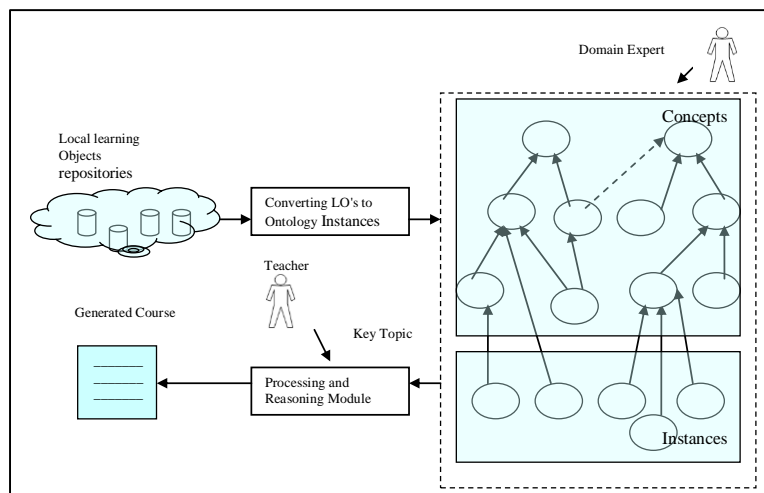 Domain Expert
Concepts
Local learning
Objects
repositories
Converting LO's to
Ontology Instances
Teacher
Generated Course
Key Topic
Processing and
Reasoning Module
Instances